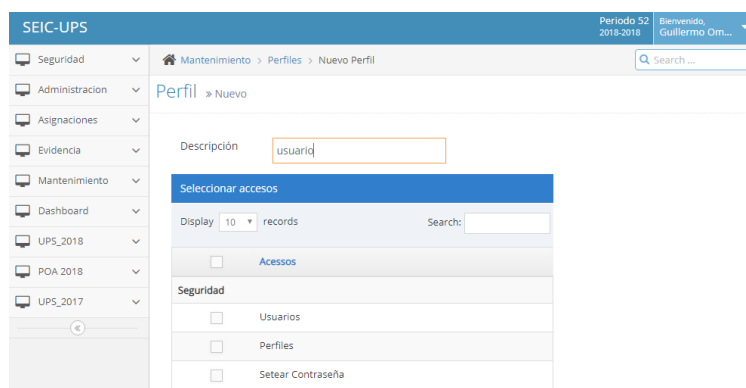 SEIC-UPS
Periodo 52
2018-2018
Bienvenido,
Guillermo Om...
Seguridad
Administracion
Asignaciones
Evidencia
Mantenimiento
Dashboard
UPS_2018
POA 2018
UPS_2017
Mantenimiento > Perfiles > Nuevo Perfil
Search ...
Perfil » Nuevo
Descripción
usuario
Seleccionar accesos
Display 10 records
Search:
Acessos
Seguridad
Usuarios
Perfiles
Setear Contraseña